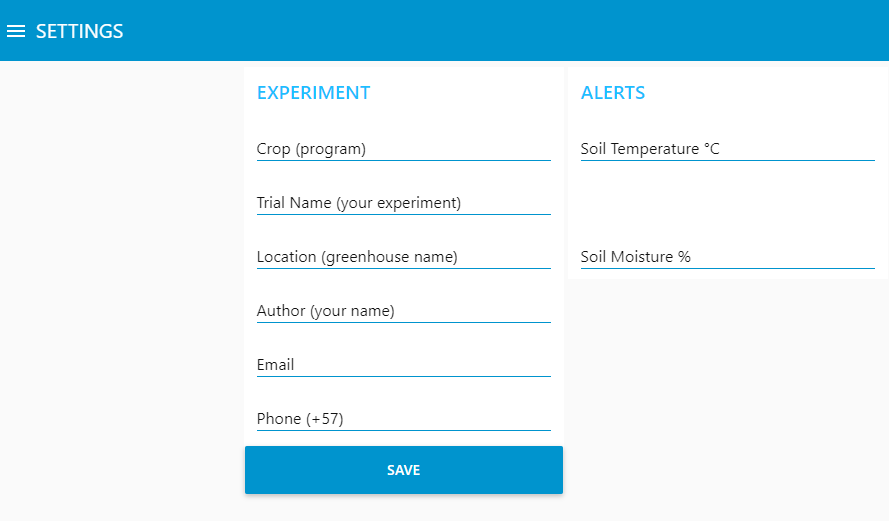 SETTINGS
EXPERIMENT
Crop (program)
Trial Name (your experiment)
Location (greenhouse name)
Author (your name)
Email
Phone (+57)
SAVE
ALERTS
Soil Temperature °C
Soil Moisture %